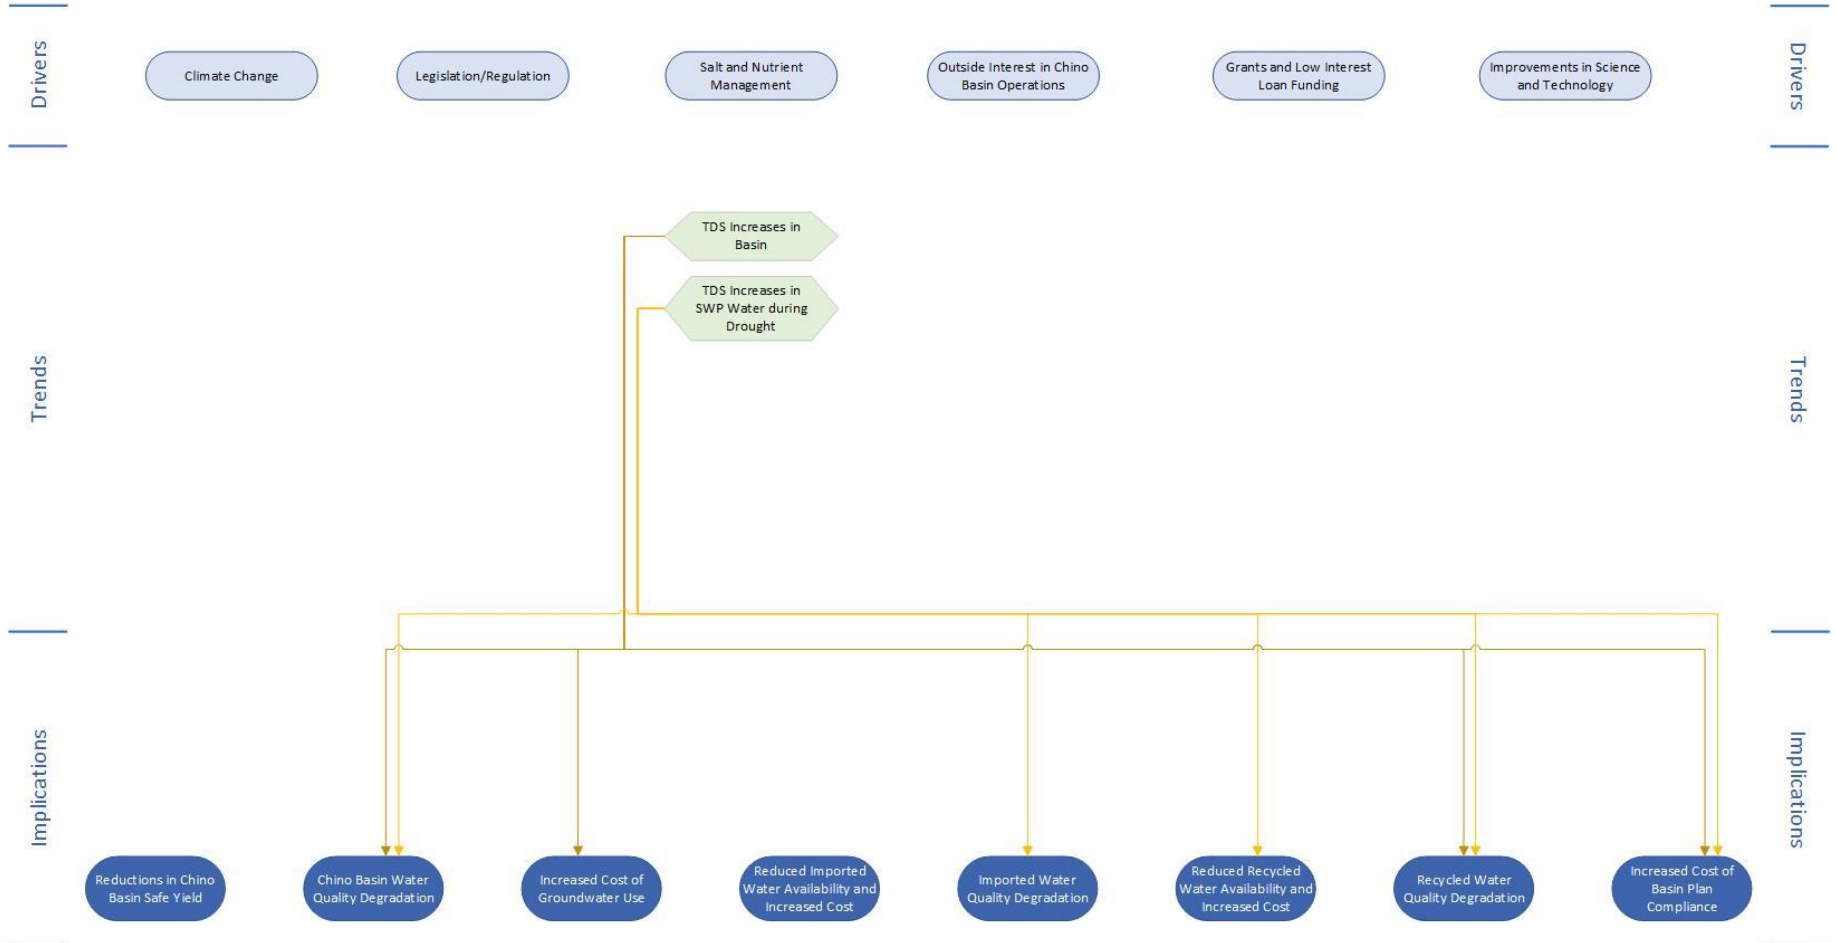 Drivers
Climate Change
Legislation/Regulation
Salt and Nutrient
Management
Outside Interest in Chino
Basin Operations
Grants and Low Interest
Loan Funding
Improvements in Science
and Technology
Drivers
Trends
TDS Increases in
Basin
TDS Increases in
SWP Water during
Drought
Trends
Implications
Reductions in Chino
Basin Safe Yield
Chino Basin Water
Quality Degradation
Increased Cost of
Groundwater Use
Reduced Imported
Water Availability and
Increased Cost
Imported Water
Quality Degradation
Reduced Recycled
Water Availability and
Increased Cost
Recycled Water
Quality Degradation
Increased Cost of
Basin Plan
Compliance
Implications